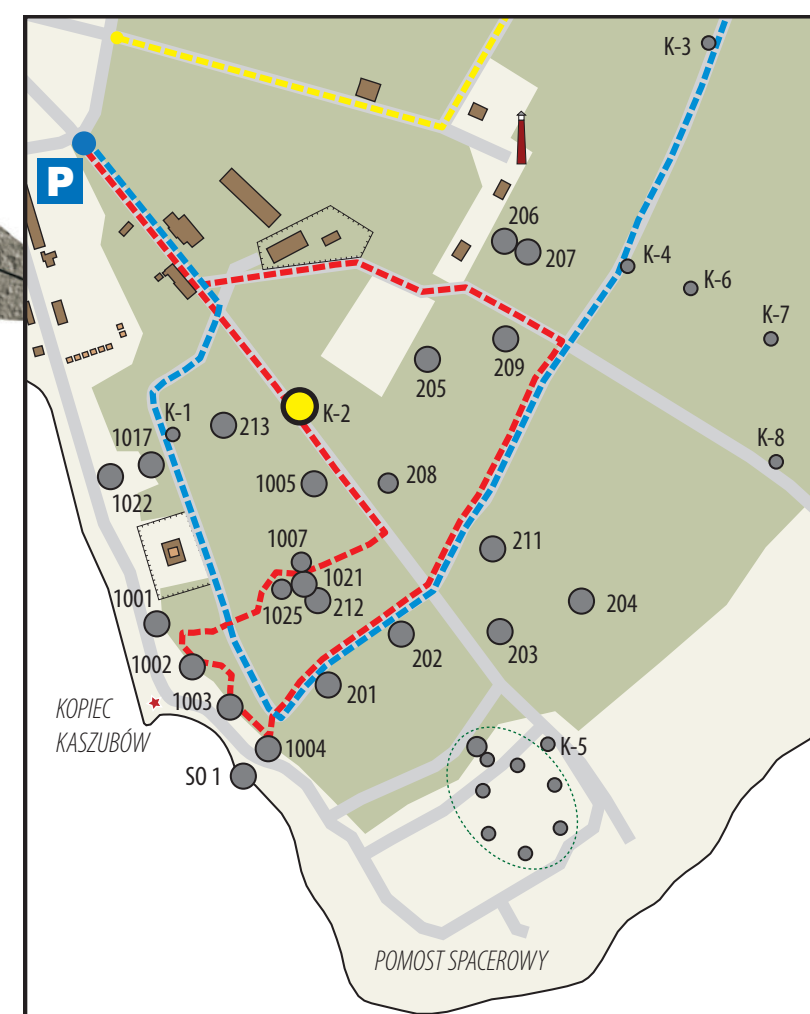 K-3
P
206
207
K-4
K-6
K-7
209
205
K-1
213
K-2
1017
K-8
1022
1005
208
1007
211
1021
1025
212
204
1001
202
203
1002
201
1003
KOPIEC
KASZUBÓW
1004
K-5
SO 1
POMOST SPACEROWY